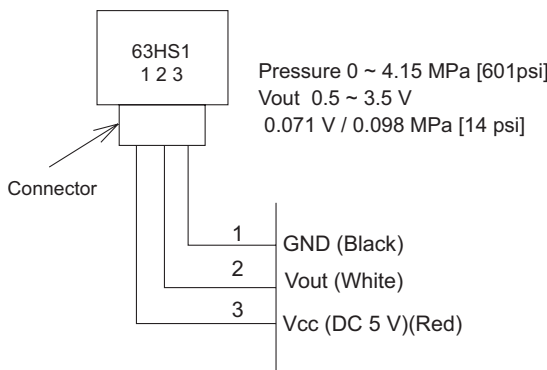 63HS1
1 2 3
Pressure 0 ~ 4.15 MPa [601psi]
Vout 0.5 ~ 3.5 V
0.071 V / 0.098 MPa [14 psi]
Connector
1 GND (Black)
2 Vout (White)
3 Vcc (DC 5 V)(Red)